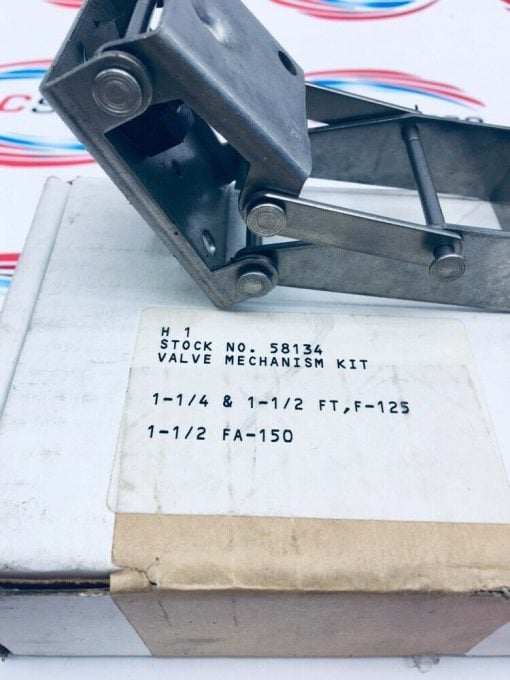 H 1
STOCK NO. 58134
VALVE MECHANISM KIT
1-1/4 & 1-1/2 FT,F-125
1-1/2 FA-150